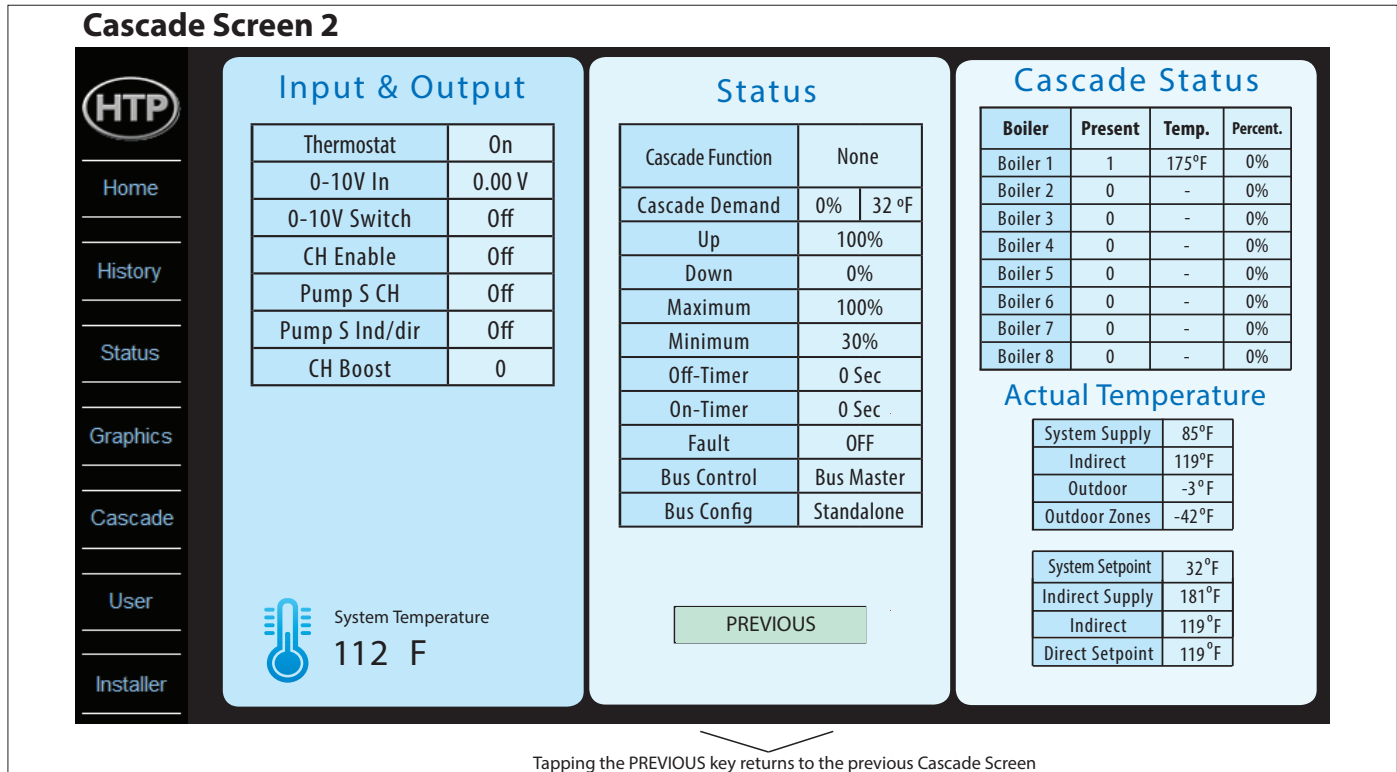 Cascade Screen 2
HTP
Home
History
Status
Graphics
Cascade
User
Installer
Input & Output
Thermostat On
0-10V In 0.00 V
0-10V Switch Off
CH Enable Off
Pump S CH Off
Pump S Ind/dir Off
CH Boost 0
System Temperature
112 F
Status
Cascade Function None
Cascade Demand 0% 32 ºF
Up 100%
Down 0%
Maximum 100%
Minimum 30%
Off-Timer 0 Sec
On-Timer 0 Sec
Fault OFF
Bus Control Bus Master
Bus Config Standalone
PREVIOUS
Cascade Status
Boiler Present Temp. Percent.
Boiler 1 1 175ºF 0%
Boiler 2 0 - 0%
Boiler 3 0 - 0%
Boiler 4 0 - 0%
Boiler 5 0 - 0%
Boiler 6 0 - 0%
Boiler 7 0 - 0%
Boiler 8 0 - 0%
Actual Temperature
System Supply 85ºF
Indirect 119ºF
Outdoor -3ºF
Outdoor Zones -42ºF
System Setpoint 32ºF
Indirect Supply 181ºF
Indirect 119ºF
Direct Setpoint 119ºF
Tapping the PREVIOUS key returns to the previous Cascade Screen